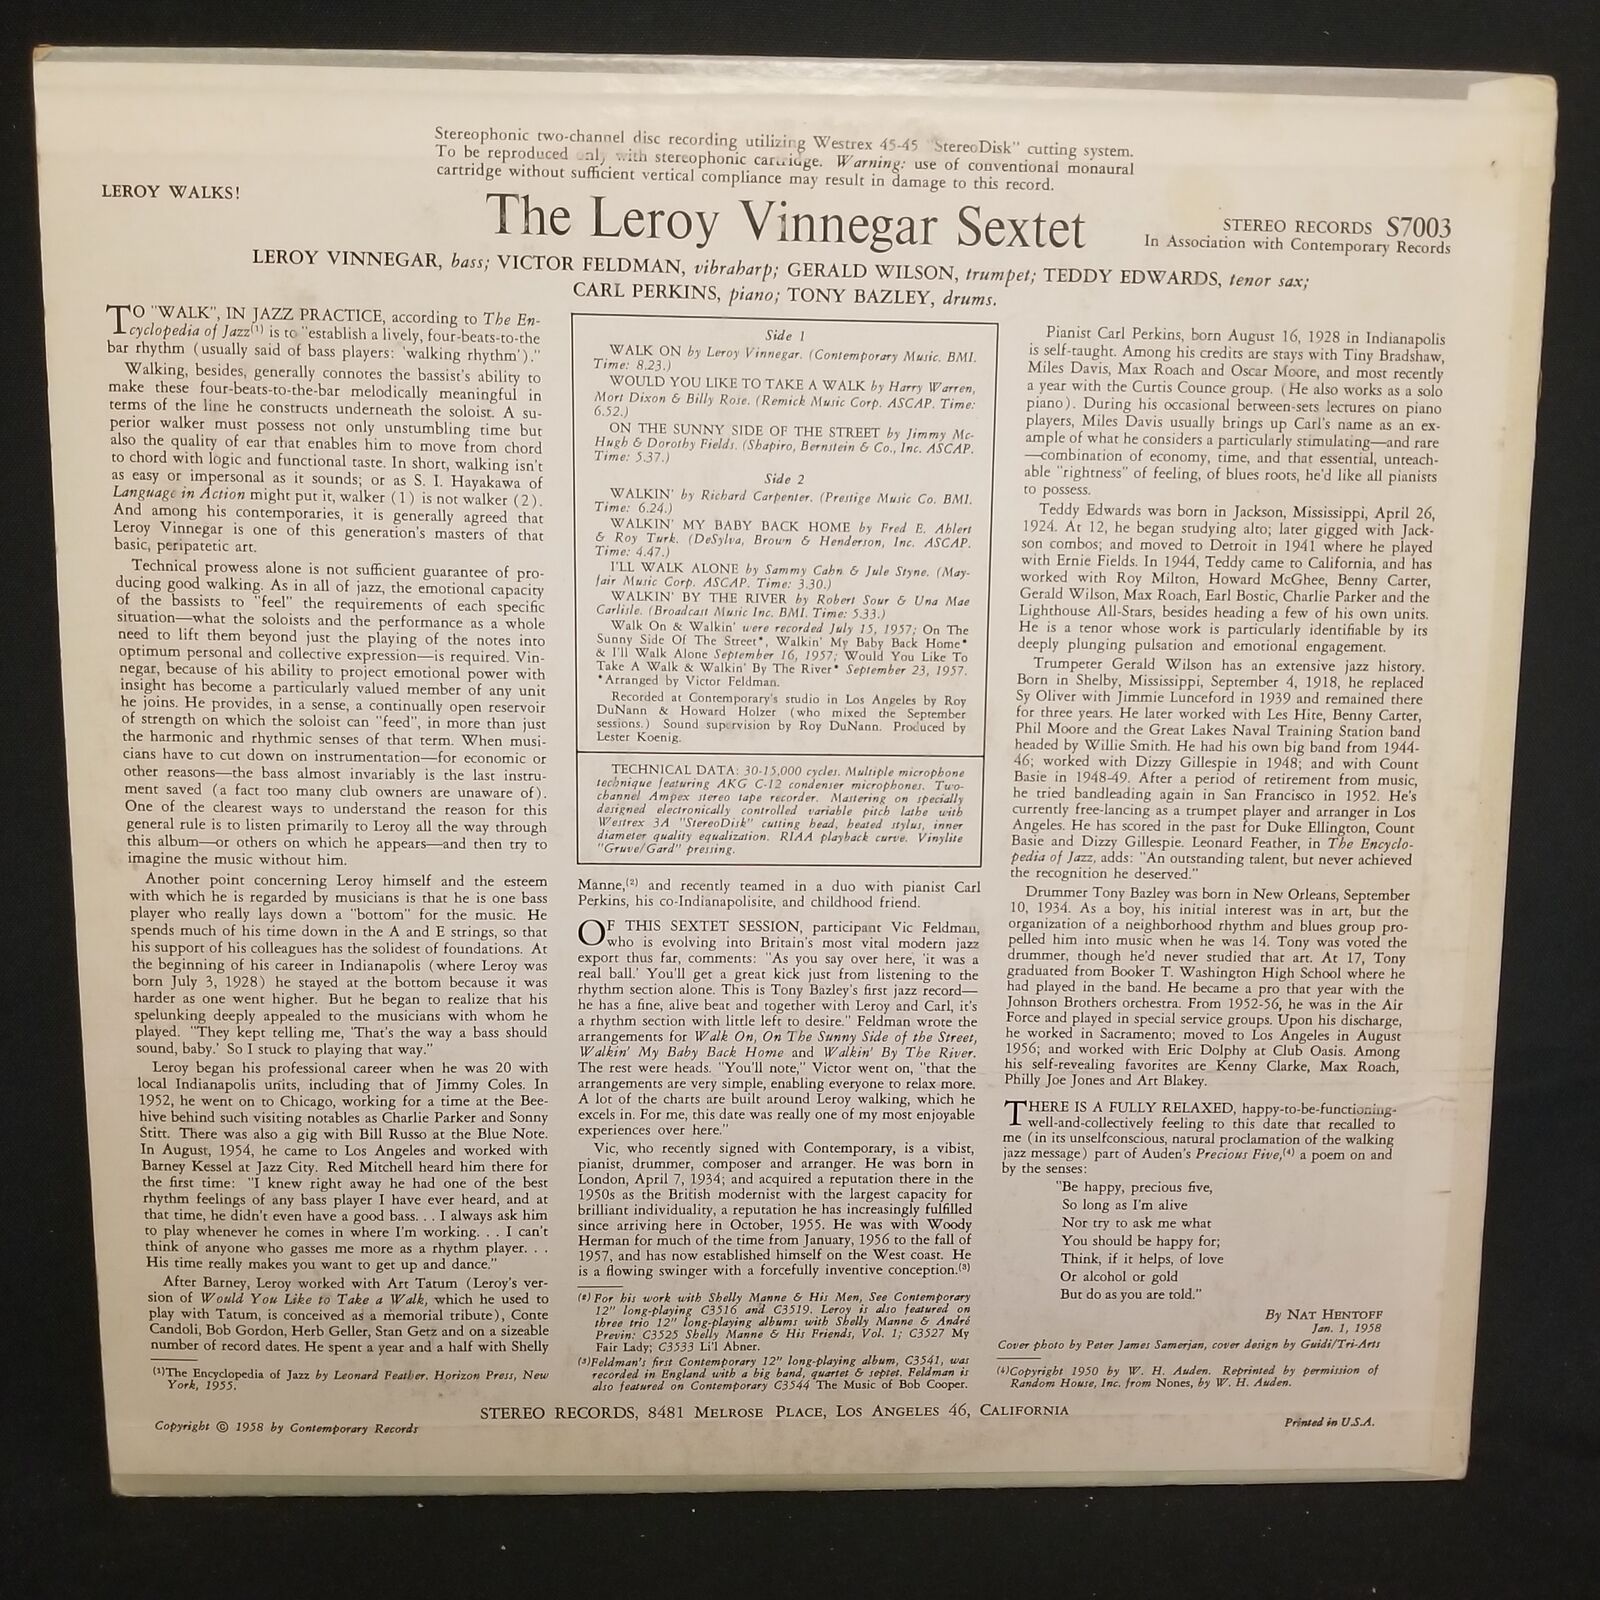 Stereophonic two-channel disc recording utilizing Westrex 45-45 "StereoDisk" cutting system.
To be reproduced only with stereophonic cartridge. Warning: use of conventional monaural
cartridge without sufficient vertical compliance may result in damage to this record.
LEROY WALKS!
The Leroy Vinnegar Sextet
STEREO RECORDS S7003
In Association with Contemporary Records
LEROY VINNEGAR, bass; VICTOR FELDMAN, vibraharp; GERALD WILSON, trumpet; TEDDY EDWARDS, tenor sax;
CARL PERKINS, piano; TONY BAZLEY, drums.
TO "WALK", IN JAZZ PRACTICE, according to The En-
cyclopedia of Jazz(1) is to "establish a lively, four-beats-to-the
bar rhythm (usually said of bass players: 'walking rhythm')."
Walking, besides, generally connotes the bassist's ability to
make these four-beats-to-the-bar melodically meaningful in
terms of the line he constructs underneath the soloist. A su-
perior walker must possess not only unstumbling time but
also the quality of ear that enables him to move from chord
to chord with logic and functional taste. In short, walking isn't
as easy or impersonal as it sounds; or as S. I. Hayakawa of
Language in Action might put it, walker (1) is not walker (2).
And among his contemporaries, it is generally agreed that
Leroy Vinnegar is one of this generation's masters of that
basic, peripatetic art.
Technical prowess alone is not sufficient guarantee of pro-
ducing good walking. As in all of jazz, the emotional capacity
of the bassists to "feel" the requirements of each specific
situation—what the soloists and the performance as a whole
need to lift them beyond just the playing of the notes into
optimum personal and collective expression—is required. Vin-
negar, because of his ability to project emotional power with
insight has become a particularly valued member of any unit
he joins. He provides, in a sense, a continually open reservoir
of strength on which the soloist can "feed", in more than just
the harmonic and rhythmic senses of that term. When musi-
cians have to cut down on instrumentation—for economic or
other reasons—the bass almost invariably is the last instru-
ment saved (a fact too many club owners are unaware of).
One of the clearest ways to understand the reason for this
general rule is to listen primarily to Leroy all the way through
this album—or others on which he appears—and then try to
imagine the music without him.
Another point concerning Leroy himself and the esteem
with which he is regarded by musicians is that he is one bass
player who really lays down a "bottom" for the music. He
spends much of his time down in the A and E strings, so that
his support of his colleagues has the solidest of foundations. At
the beginning of his career in Indianapolis (where Leroy was
born July 3, 1928) he stayed at the bottom because it was
harder as one went higher. But he began to realize that his
spelunking deeply appealed to the musicians with whom he
played. "They kept telling me, 'That's the way a bass should
sound, baby.' So I stuck to playing that way."
Leroy began his professional career when he was 20 with
local Indianapolis units, including that of Jimmy Coles. In
1952, he went on to Chicago, working for a time at the Bee-
hive behind such visiting notables as Charlie Parker and Sonny
Stitt. There was also a gig with Bill Russo at the Blue Note.
In August, 1954, he came to Los Angeles and worked with
Barney Kessel at Jazz City. Red Mitchell heard him there for
the first time: "I knew right away he had one of the best
rhythm feelings of any bass player I have ever heard, and at
that time, he didn't even have a good bass. . . I always ask him
to play whenever he comes in where I'm working. . . I can't
think of anyone who gasses me more as a rhythm player. . .
His time really makes you want to get up and dance."
After Barney, Leroy worked with Art Tatum (Leroy's ver-
sion of Would You Like to Take a Walk, which he used to
play with Tatum, is conceived as a memorial tribute), Conte
Candoli, Bob Gordon, Herb Geller, Stan Getz and on a sizeable
number of record dates. He spent a year and a half with Shelly
(1)The Encyclopedia of Jazz by Leonard Feather. Horizon Press, New
York, 1955.
Side 1
WALK ON by Leroy Vinnegar. (Contemporary Music. BMI.
Time: 8.23.)
WOULD YOU LIKE TO TAKE A WALK by Harry Warren,
Mort Dixon & Billy Rose. (Remick Music Corp. ASCAP. Time:
6.52.)
ON THE SUNNY SIDE OF THE STREET by Jimmy Mc-
Hugh & Dorothy Fields. (Shapiro, Bernstein & Co., Inc. ASCAP.
Time: 5.37.)
Side 2
WALKIN' by Richard Carpenter. (Prestige Music Co. BMI.
Time: 6.24.)
WALKIN' MY BABY BACK HOME by Fred E. Ahlert
& Roy Turk. (DeSylva, Brown & Henderson, Inc. ASCAP.
Time: 4.47.)
I'LL WALK ALONE by Sammy Cahn & Jule Styne. (May-
fair Music Corp. ASCAP. Time: 3.30.)
WALKIN' BY THE RIVER by Robert Sour & Una Mae
Carlisle. (Broadcast Music Inc. BMI. Time: 5.33.)
Walk On & Walkin' were recorded July 15, 1957; On The
Sunny Side Of The Street*, Walkin' My Baby Back Home*
& I'll Walk Alone September 16, 1957; Would You Like To
Take A Walk & Walkin' By The River* September 23, 1957.
*Arranged by Victor Feldman.
Recorded at Contemporary's studio in Los Angeles by Roy
DuNann & Howard Holzer (who mixed the September
sessions.) Sound supervision by Roy DuNann. Produced by
Lester Koenig.
TECHNICAL DATA: 30-15,000 cycles. Multiple microphone
technique featuring AKG C-12 condenser microphones. Two-
channel Ampex stereo tape recorder. Mastering on specially
designed electronically controlled variable pitch lathe with
Westrex 3A "StereoDisk" cutting head, heated stylus, inner
diameter quality equalization. RIAA playback curve. Vinylite
"Gruve/Gard" pressing.
Manne,(2) and recently teamed in a duo with pianist Carl
Perkins, his co-Indianapolisite, and childhood friend.
OF THIS SEXTET SESSION, participant Vic Feldman,
who is evolving into Britain's most vital modern jazz
export thus far, comments: "As you say over here, 'it was a
real ball.' You'll get a great kick just from listening to the
rhythm section alone. This is Tony Bazley's first jazz record—
he has a fine, alive beat and together with Leroy and Carl, it's
a rhythm section with little left to desire." Feldman wrote the
arrangements for Walk On, On The Sunny Side of the Street,
Walkin' My Baby Back Home and Walkin' By The River.
The rest were heads. "You'll note," Victor went on, "that the
arrangements are very simple, enabling everyone to relax more.
A lot of the charts are built around Leroy walking, which he
excels in. For me, this date was really one of my most enjoyable
experiences over here."
Vic, who recently signed with Contemporary, is a vibist,
pianist, drummer, composer and arranger. He was born in
London, April 7, 1934; and acquired a reputation there in the
1950s as the British modernist with the largest capacity for
brilliant individuality, a reputation he has increasingly fulfilled
since arriving here in October, 1955. He was with Woody
Herman for much of the time from January, 1956 to the fall of
1957, and has now established himself on the West coast. He
is a flowing swinger with a forcefully inventive conception.(3)
(2)For his work with Shelly Manne & His Men, See Contemporary
12" long-playing C3516 and C3519. Leroy is also featured on
three trio 12" long-playing albums with Shelly Manne & André
Previn: C3525 Shelly Manne & His Friends, Vol. 1; C3527 My
Fair Lady; C3533 Li'l Abner.
(3)Feldman's first Contemporary 12" long-playing album, C3541, was
recorded in England with a big band, quartet & septet. Feldman is
also featured on Contemporary C3544 The Music of Bob Cooper.
Pianist Carl Perkins, born August 16, 1928 in Indianapolis
is self-taught. Among his credits are stays with Tiny Bradshaw,
Miles Davis, Max Roach and Oscar Moore, and most recently
a year with the Curtis Counce group. (He also works as a solo
piano). During his occasional between-sets lectures on piano
players, Miles Davis usually brings up Carl's name as an ex-
ample of what he considers a particularly stimulating—and rare
—combination of economy, time, and that essential, unteach-
able "rightness" of feeling, of blues roots, he'd like all pianists
to possess.
Teddy Edwards was born in Jackson, Mississippi, April 26,
1924. At 12, he began studying alto; later gigged with Jack-
son combos; and moved to Detroit in 1941 where he played
with Ernie Fields. In 1944, Teddy came to California, and has
worked with Roy Milton, Howard McGhee, Benny Carter,
Gerald Wilson, Max Roach, Earl Bostic, Charlie Parker and the
Lighthouse All-Stars, besides heading a few of his own units.
He is a tenor whose work is particularly identifiable by its
deeply plunging pulsation and emotional engagement.
Trumpeter Gerald Wilson has an extensive jazz history.
Born in Shelby, Mississippi, September 4, 1918, he replaced
Sy Oliver with Jimmie Lunceford in 1939 and remained there
for three years. He later worked with Les Hite, Benny Carter,
Phil Moore and the Great Lakes Naval Training Station band
headed by Willie Smith. He had his own big band from 1944-
46; worked with Dizzy Gillespie in 1948; and with Count
Basie in 1948-49. After a period of retirement from music,
he tried bandleading again in San Francisco in 1952. He's
currently free-lancing as a trumpet player and arranger in Los
Angeles. He has scored in the past for Duke Ellington, Count
Basie and Dizzy Gillespie. Leonard Feather, in The Encyclo-
pedia of Jazz, adds: "An outstanding talent, but never achieved
the recognition he deserved."
Drummer Tony Bazley was born in New Orleans, September
10, 1934. As a boy, his initial interest was in art, but the
organization of a neighborhood rhythm and blues group pro-
pelled him into music when he was 14. Tony was voted the
drummer, though he'd never studied that art. At 17, Tony
graduated from Booker T. Washington High School where he
had played in the band. He became a pro that year with the
Johnson Brothers orchestra. From 1952-56, he was in the Air
Force and played in special service groups. Upon his discharge,
he worked in Sacramento; moved to Los Angeles in August
1956; and worked with Eric Dolphy at Club Oasis. Among
his self-revealing favorites are Kenny Clarke, Max Roach,
Philly Joe Jones and Art Blakey.
THERE IS A FULLY RELAXED, happy-to-be-functioning-
well-and-collectively feeling to this date that recalled to
me (in its unselfconscious, natural proclamation of the walking
jazz message) part of Auden's Precious Five,(4) a poem on and
by the senses:
"Be happy, precious five,
So long as I'm alive
Nor try to ask me what
You should be happy for;
Think, if it helps, of love
Or alcohol or gold
But do as you are told."
By NAT HENTOFF
Jan. 1, 1958
Cover photo by Peter James Samerjan, cover design by Guidi/Tri-Arts
(4)Copyright 1950 by W. H. Auden. Reprinted by permission of
Random House, Inc. from Nones, by W. H. Auden.
STEREO RECORDS, 8481 MELROSE PLACE, LOS ANGELES 46, CALIFORNIA
Copyright © 1958 by Contemporary Records
Printed in U.S.A.